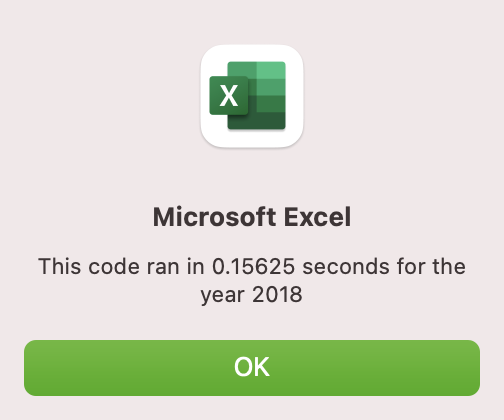 X
Microsoft Excel
This code ran in 0.15625 seconds for the
year 2018
OK